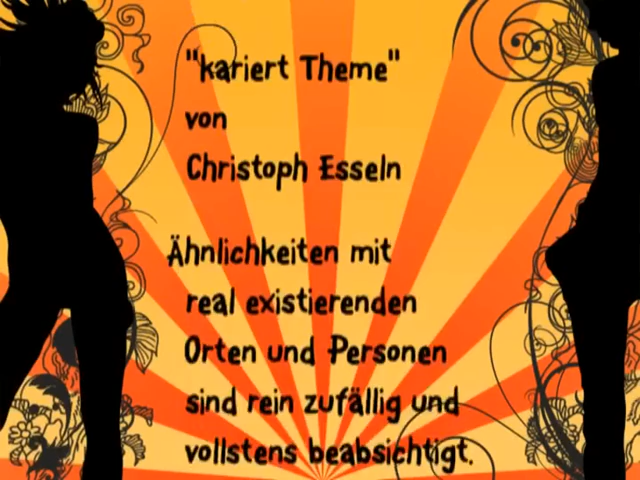 "kariert Theme"
von
Christoph Esseln
Ähnlichkeiten mit
real existierenden
Orten und Personen
sind rein zufällig und
vollstens beabsichtigt.